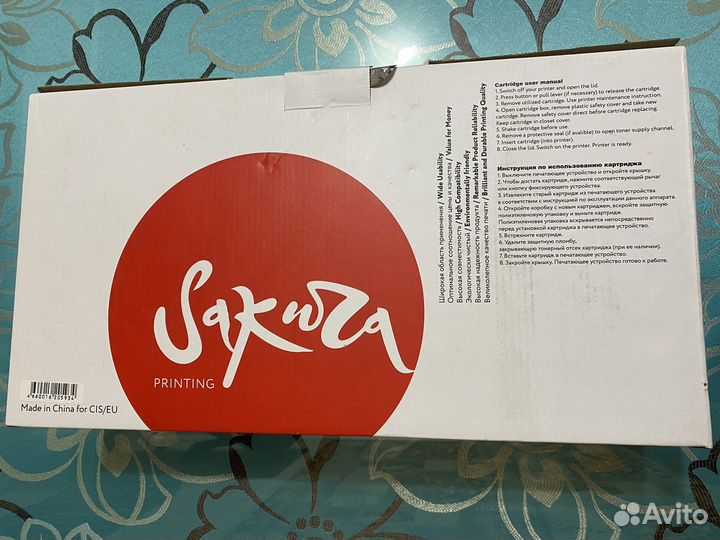 Sakura
PRINTING
4660016205934
Made in China for CIS/EU
Широкая область применения / Wide Usability
Оптимальное соотношение цены и качества / Value for Money
Высокая совместимость / High Compatibility
Экологически чистый / Environmentally friendly
Высокая надежность продукта / Remarkable Product Reliability
Великолепное качество печати / Brilliant and Durable Printing Quality
Cartridge user manual
1. Switch off your printer and open the lid.
2. Press button or pull lever (if necessary) to release the cartridge.
3. Remove utilized cartridge. Use printer maintenance instruction.
4. Open cartridge box, remove plastic safety cover and take new
cartridge. Remove safety cover direct before cartridge replacing.
Keep cartridge in closet cover.
5. Shake cartridge before use.
6. Remove a protective seal (if avalible) to open toner supply channel.
7. Insert cartridge (into printer).
8. Close the lid. Switch on the printer. Printer is ready.
Инструкция по использованию картриджа
1. Выключите печатающее устройство и откройте крышку.
2. Чтобы достать картридж, нажмите соответствующий рычаг
или кнопку фиксирующего устройства.
3. Извлеките старый картридж из печатающего устройства
в соответствии с инструкцией по эксплуатации данного аппарата.
4. Откройте коробку с новым картриджем, вскройте защитную
полиэтиленовую упаковку и выньте картридж.
Полиэтиленовая упаковка вскрывается непосредственно
перед установкой картриджа в печатающее устройство.
5. Встряхните картридж.
6. Удалите защитную пломбу,
закрывающую тонерный отсек картриджа (при ее наличии).
7. Вставьте картридж в печатающее устройство.
8. Закройте крышку. Печатающее устройство готово к работе.
Avito